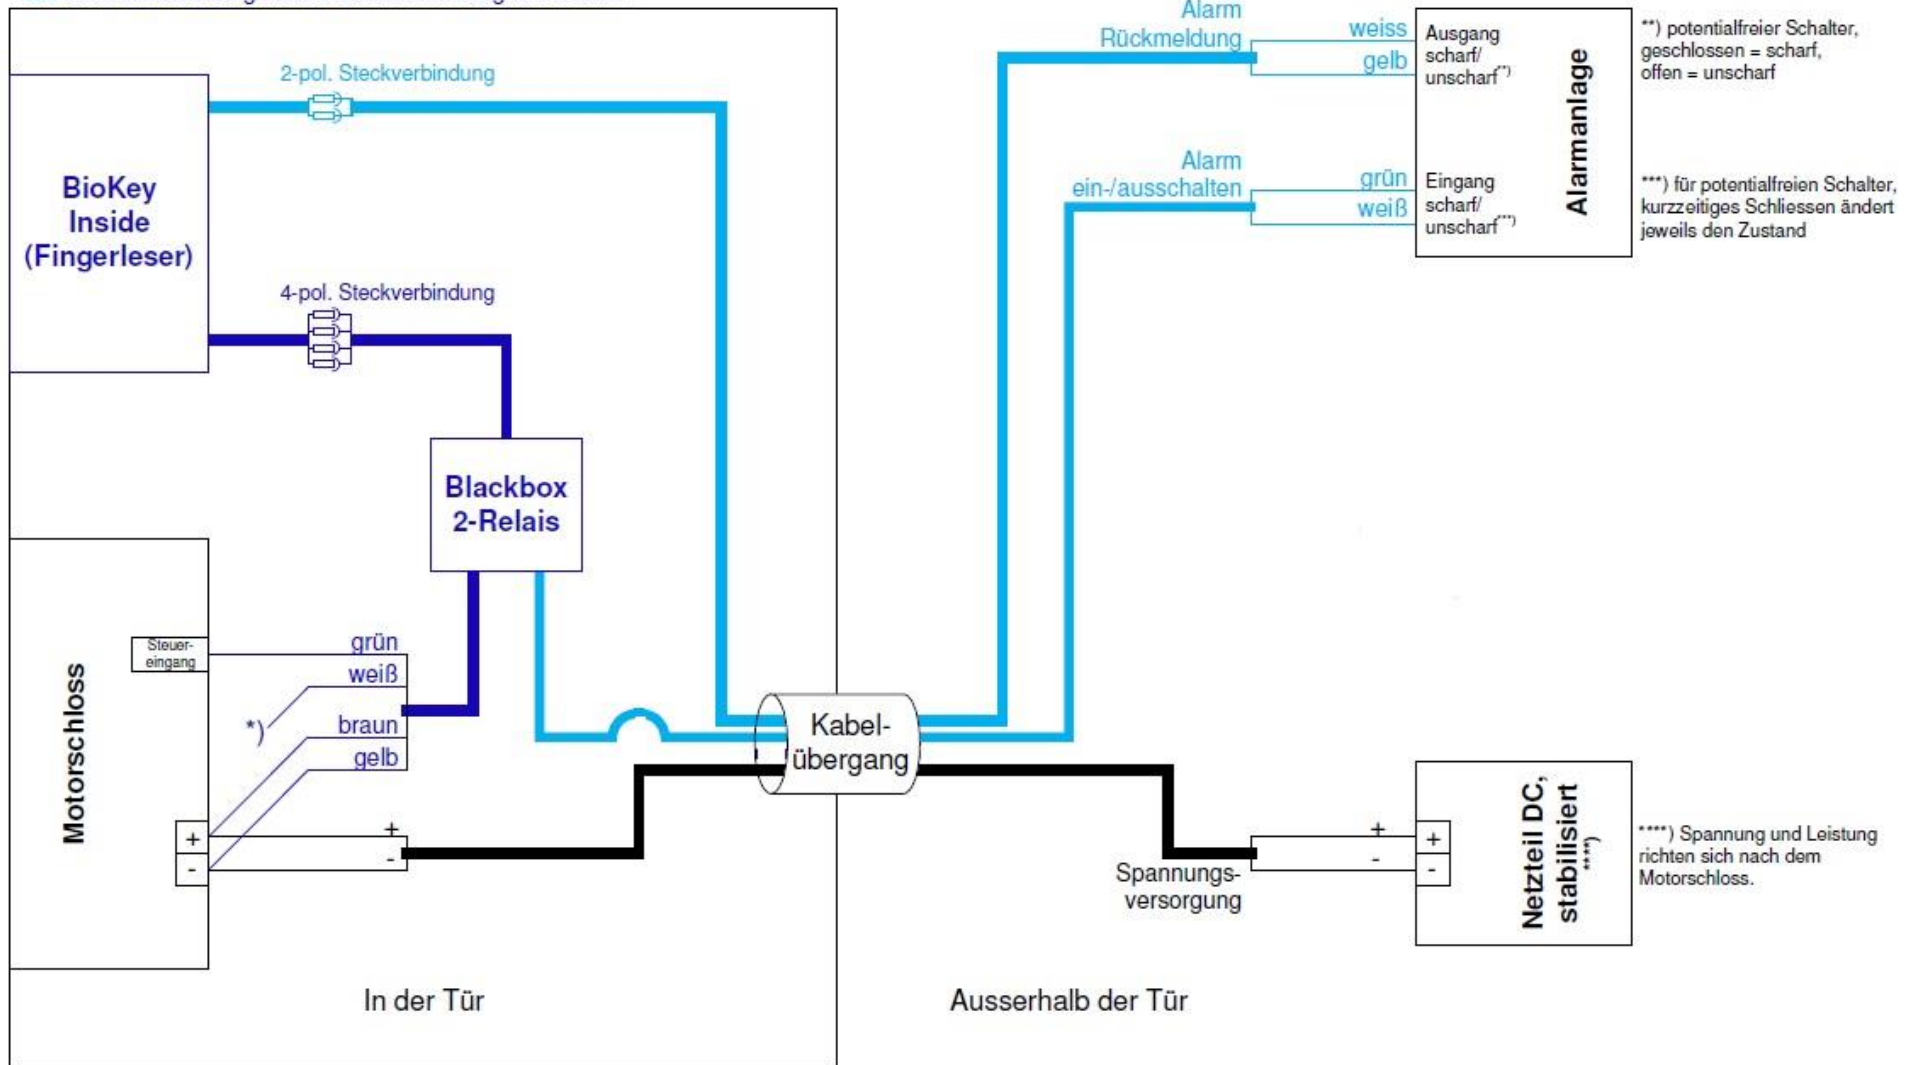 2-pol. Steckverbindung
BioKey
Inside
(Fingerleser)
4-pol. Steckverbindung
Blackbox
2-Relais
Motorschloss
Steuer-
eingang
grün
weiß
*)
braun
gelb
+
-
+
-
In der Tür
Kabel-
übergang
Ausserhalb der Tür
Alarm
Rückmeldung
weiss
gelb
Ausgang
scharf/
unscharf**)
Alarm
ein-/ausschalten
grün
weiß
Eingang
scharf/
unscharf***)
Alarmanlage
**) potentialfreier Schalter,
geschlossen = scharf,
offen = unscharf
***) für potentialfreien Schalter,
kurzzeitiges Schliessen ändert
jeweils den Zustand
Spannungs-
versorgung
+
-
+
-
Netzteil DC,
stabilisiert
****)
****) Spannung und Leistung
richten sich nach dem
Motorschloss.